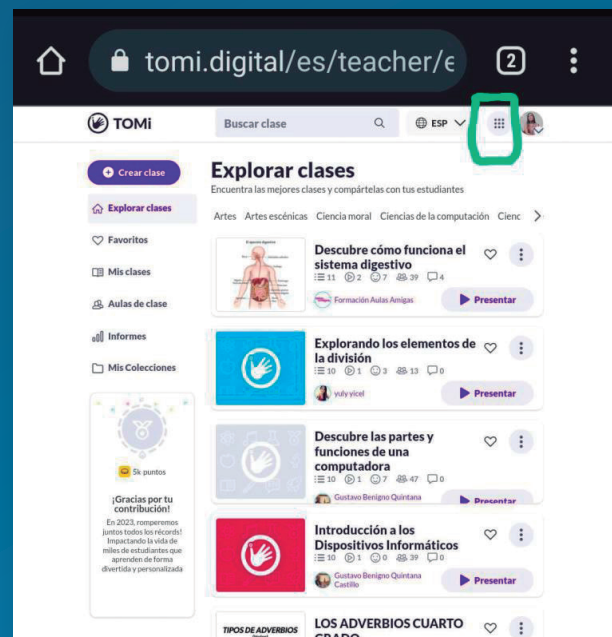 tomi.digital/es/teacher/e
2
TOMi
Buscar clase
ESP
Crear clase
Explorar clases
Favoritos
Mis clases
Aulas de clase
Informes
Mis Colecciones
5k puntos
¡Gracias por tu
contribución!
En 2023, romperemos
juntos todos los récords!
Impactando la vida de
miles de estudiantes que
aprenden de forma
divertida y personalizada
Explorar clases
Encuentra las mejores clases y compártelas con tus estudiantes
Artes Artes escénicas Ciencia moral Ciencias de la computación Cienc
Descubre cómo funciona el
sistema digestivo
11 2 7 39 4
Formación Aulas Amigas
Presentar
Explorando los elementos de
la división
10 1 3 13 0
yuly yicel
Presentar
Descubre las partes y
funciones de una
computadora
10 1 7 47 0
Gustavo Benigno Quintana
Presentar
Introducción a los
Dispositivos Informáticos
10 1 0 39 0
Gustavo Benigno Quintana
Castillo
Presentar
TIPOS DE ADVERBIOS
LOS ADVERBIOS CUARTO
GRADO